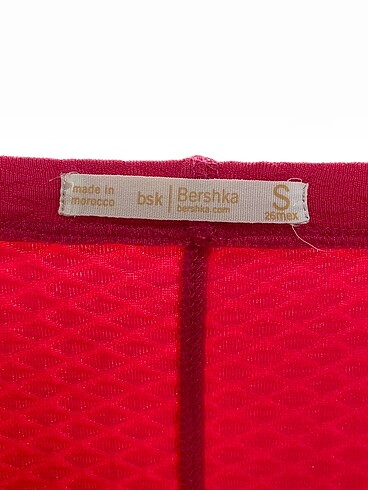 made in
morocco
bsk | Bershka
bershka.com
S
26mex